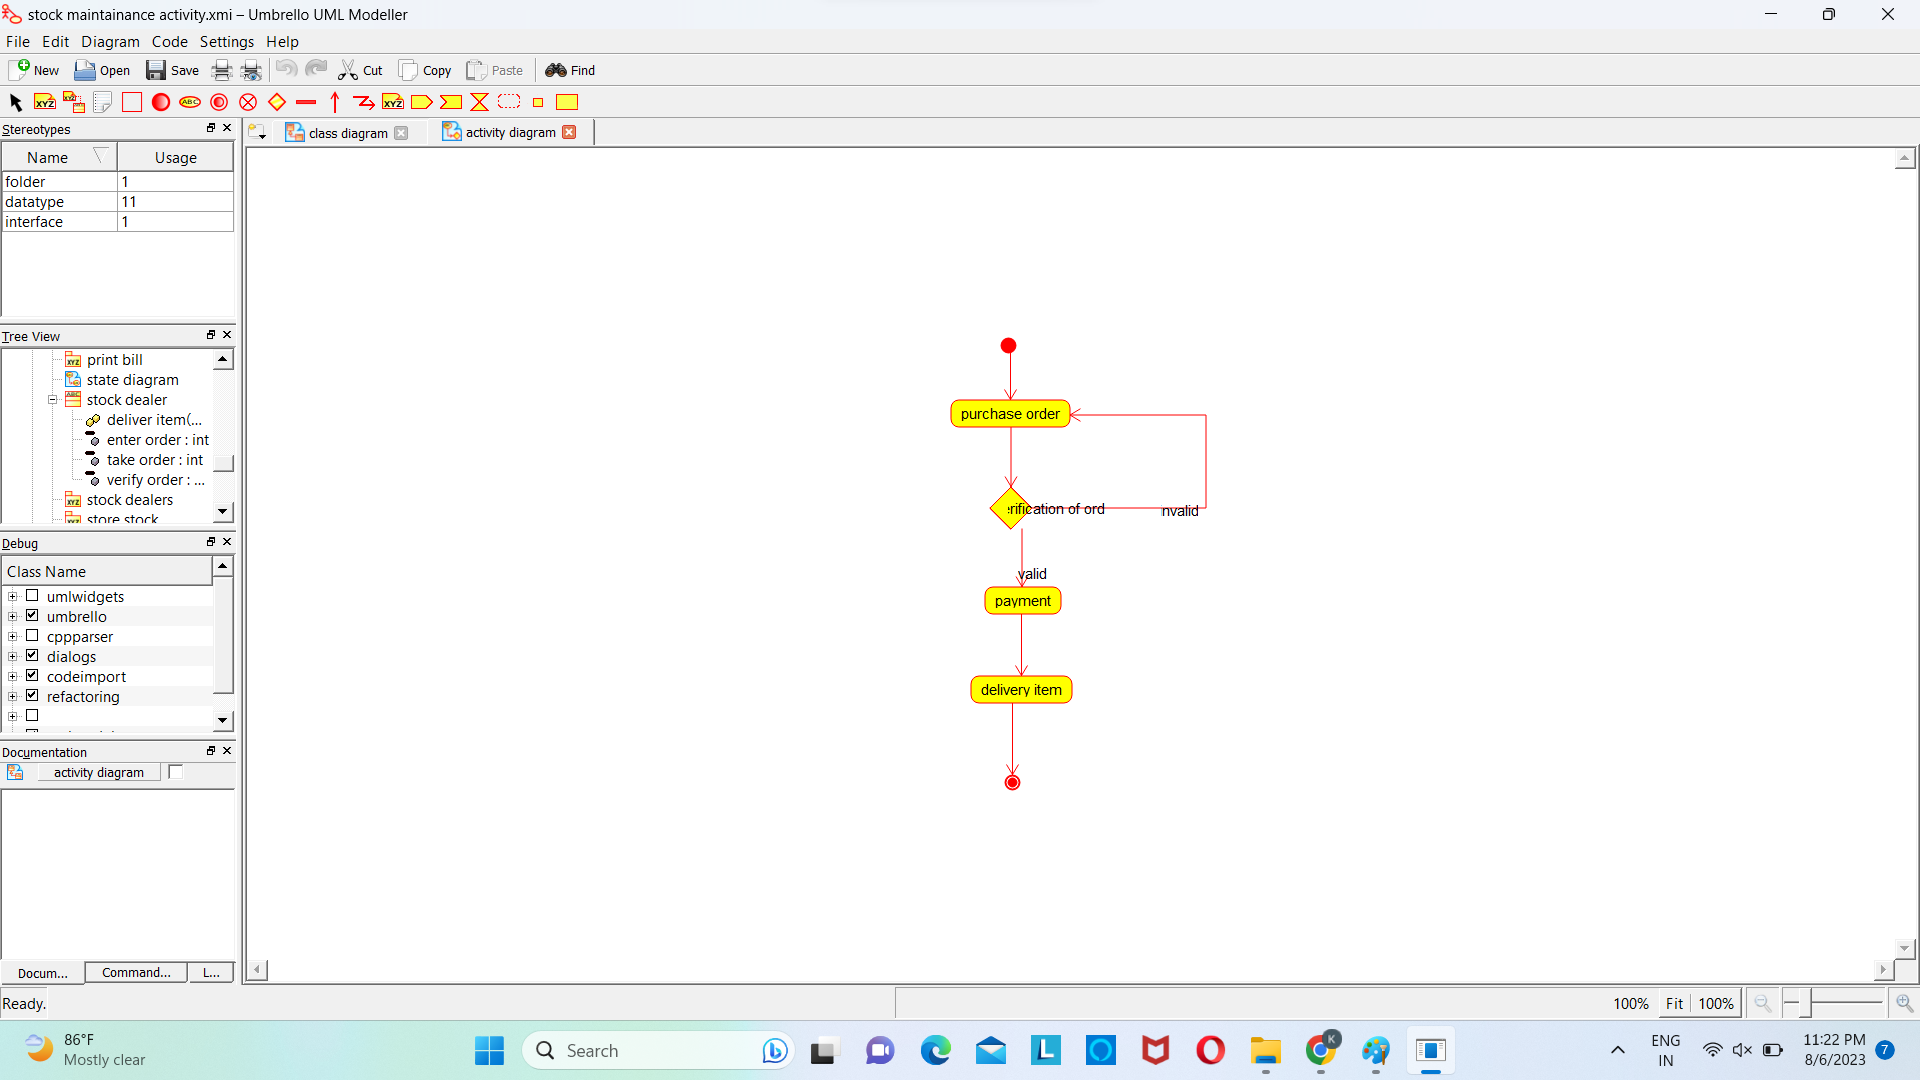 stock maintainance activity.xmi – Umbrello UML Modeller
File Edit Diagram Code Settings Help
New Open Save Cut Copy Paste Find
XYZ XYZ ABC XYZ
Stereotypes
Name Usage
folder 1
datatype 11
interface 1
class diagram
activity diagram
Tree View
print bill
state diagram
stock dealer
deliver item(...
enter order : int
take order : int
verify order : ...
stock dealers
store stock
Debug
Class Name
umlwidgets
umbrello
cppparser
dialogs
codeimport
refactoring
Documentation
activity diagram
Docum... Command... L...
purchase order
erification of ord
nvalid
valid
payment
delivery item
Ready.
100% Fit 100%
86°F
Mostly clear
Search
L
K
ENG
IN
11:22 PM
8/6/2023
7